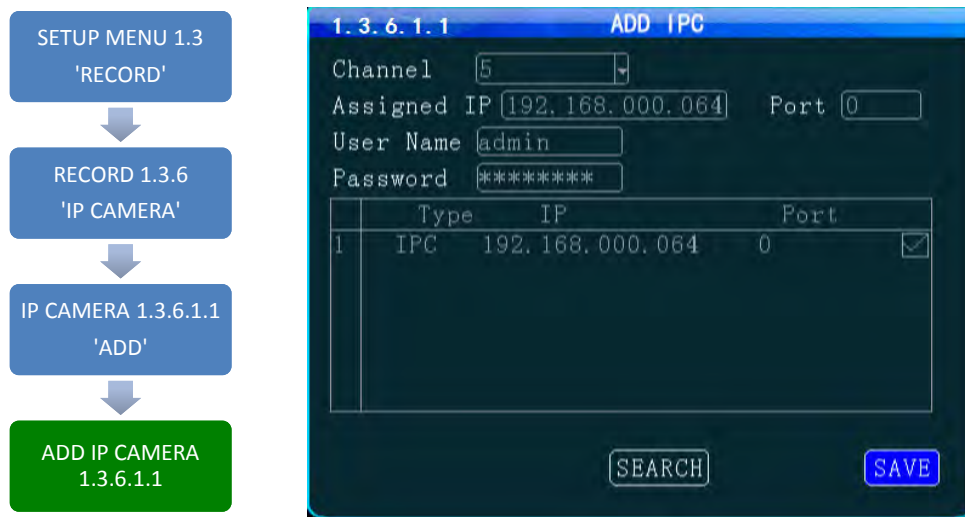 SETUP MENU 1.3
'RECORD'
RECORD 1.3.6
'IP CAMERA'
IP CAMERA 1.3.6.1.1
'ADD'
ADD IP CAMERA
1.3.6.1.1
1.3.6.1.1 ADD IPC
Channel 5
Assigned IP 192.168.000.064 Port 0
User Name admin
Password ********
Type IP Port
1 IPC 192.168.000.064 0
SEARCH SAVE